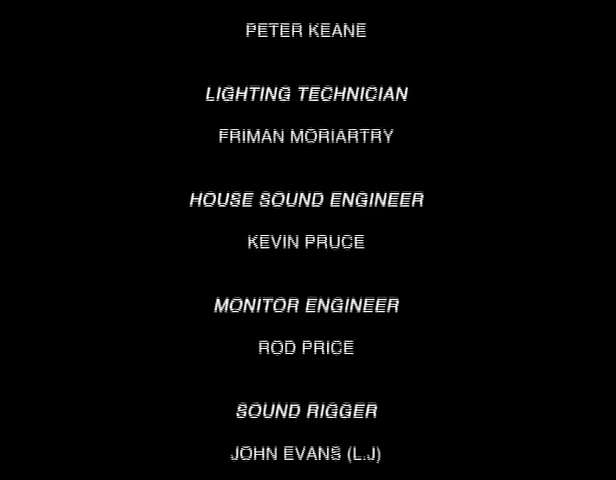 PETER KEANE
LIGHTING TECHNICIAN
FRIMAN MORIARTRY
HOUSE SOUND ENGINEER
KEVIN PRUCE
MONITOR ENGINEER
ROD PRICE
SOUND RIGGER
JOHN EVANS (L.J)